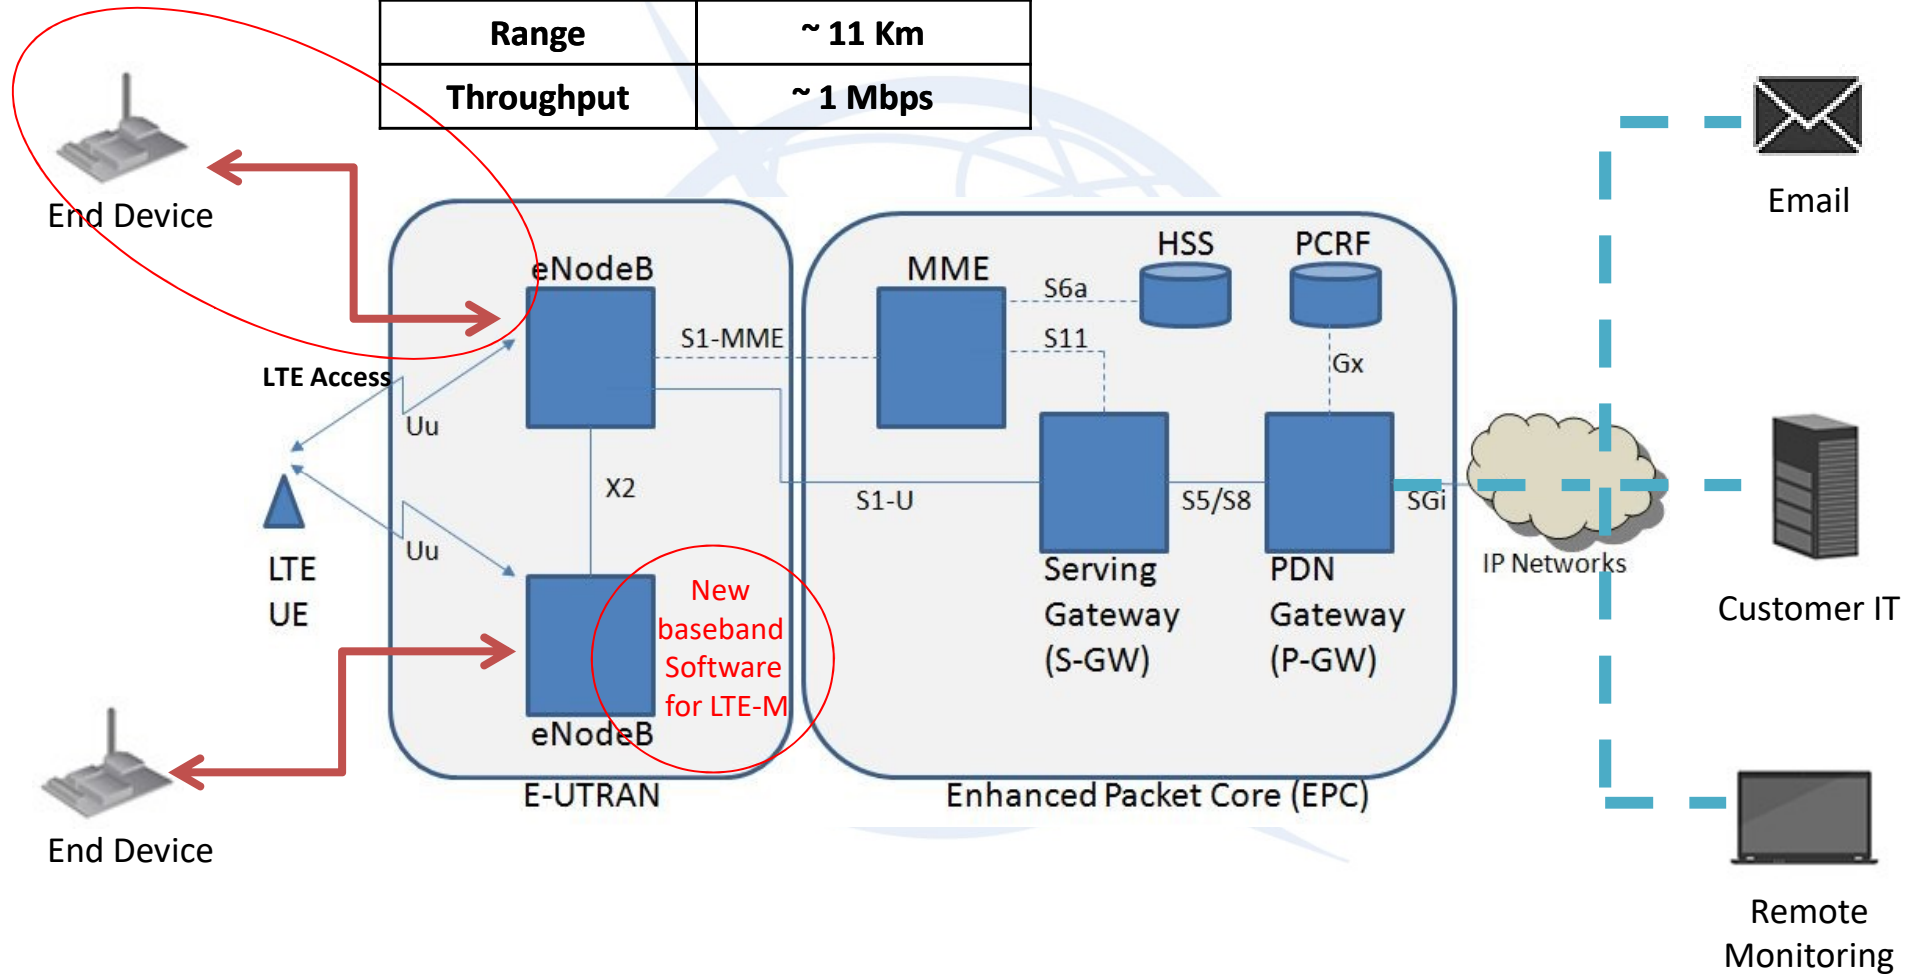 Range ~ 11 Km
Throughput ~ 1 Mbps
End Device
Email
eNodeB
MME
HSS
PCRF
S6a
S1-MME
S11
Gx
LTE Access
Uu
X2
S1-U
S5/S8
SGi
Uu
IP Networks
LTE
UE
New
baseband
Software
for LTE-M
Serving
Gateway
(S-GW)
PDN
Gateway
(P-GW)
Customer IT
eNodeB
E-UTRAN
Enhanced Packet Core (EPC)
End Device
Remote
Monitoring